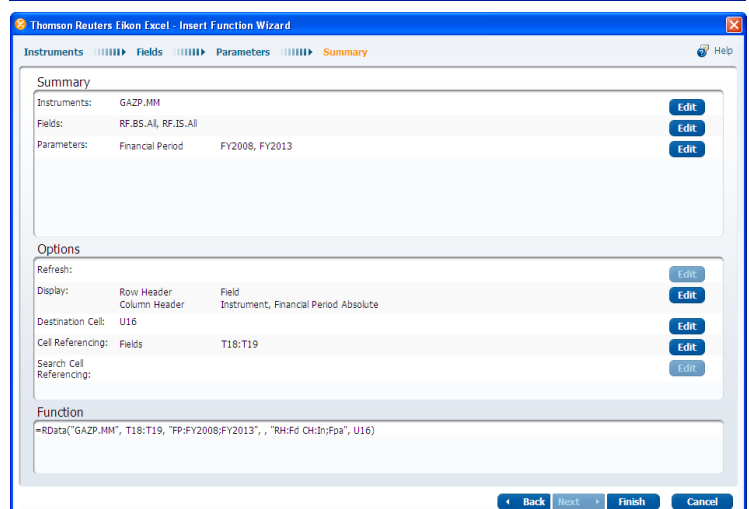 Thomson Reuters Eikon Excel - Insert Function Wizard
Instruments Fields Parameters Summary Help
Summary
Instruments: GAZP.MM Edit
Fields: RF.BS.All, RF.IS.All Edit
Parameters: Financial Period FY2008, FY2013 Edit
Options
Refresh: Edit
Display: Row Header Field Edit
Column Header Instrument, Financial Period Absolute
Destination Cell: U16 Edit
Cell Referencing: Fields T18:T19 Edit
Search Cell Edit
Referencing:
Function
=RData("GAZP.MM", T18:T19, "FP:FY2008;FY2013", , "RH:Fd CH:In;Fpa", U16)
Back Next Finish Cancel